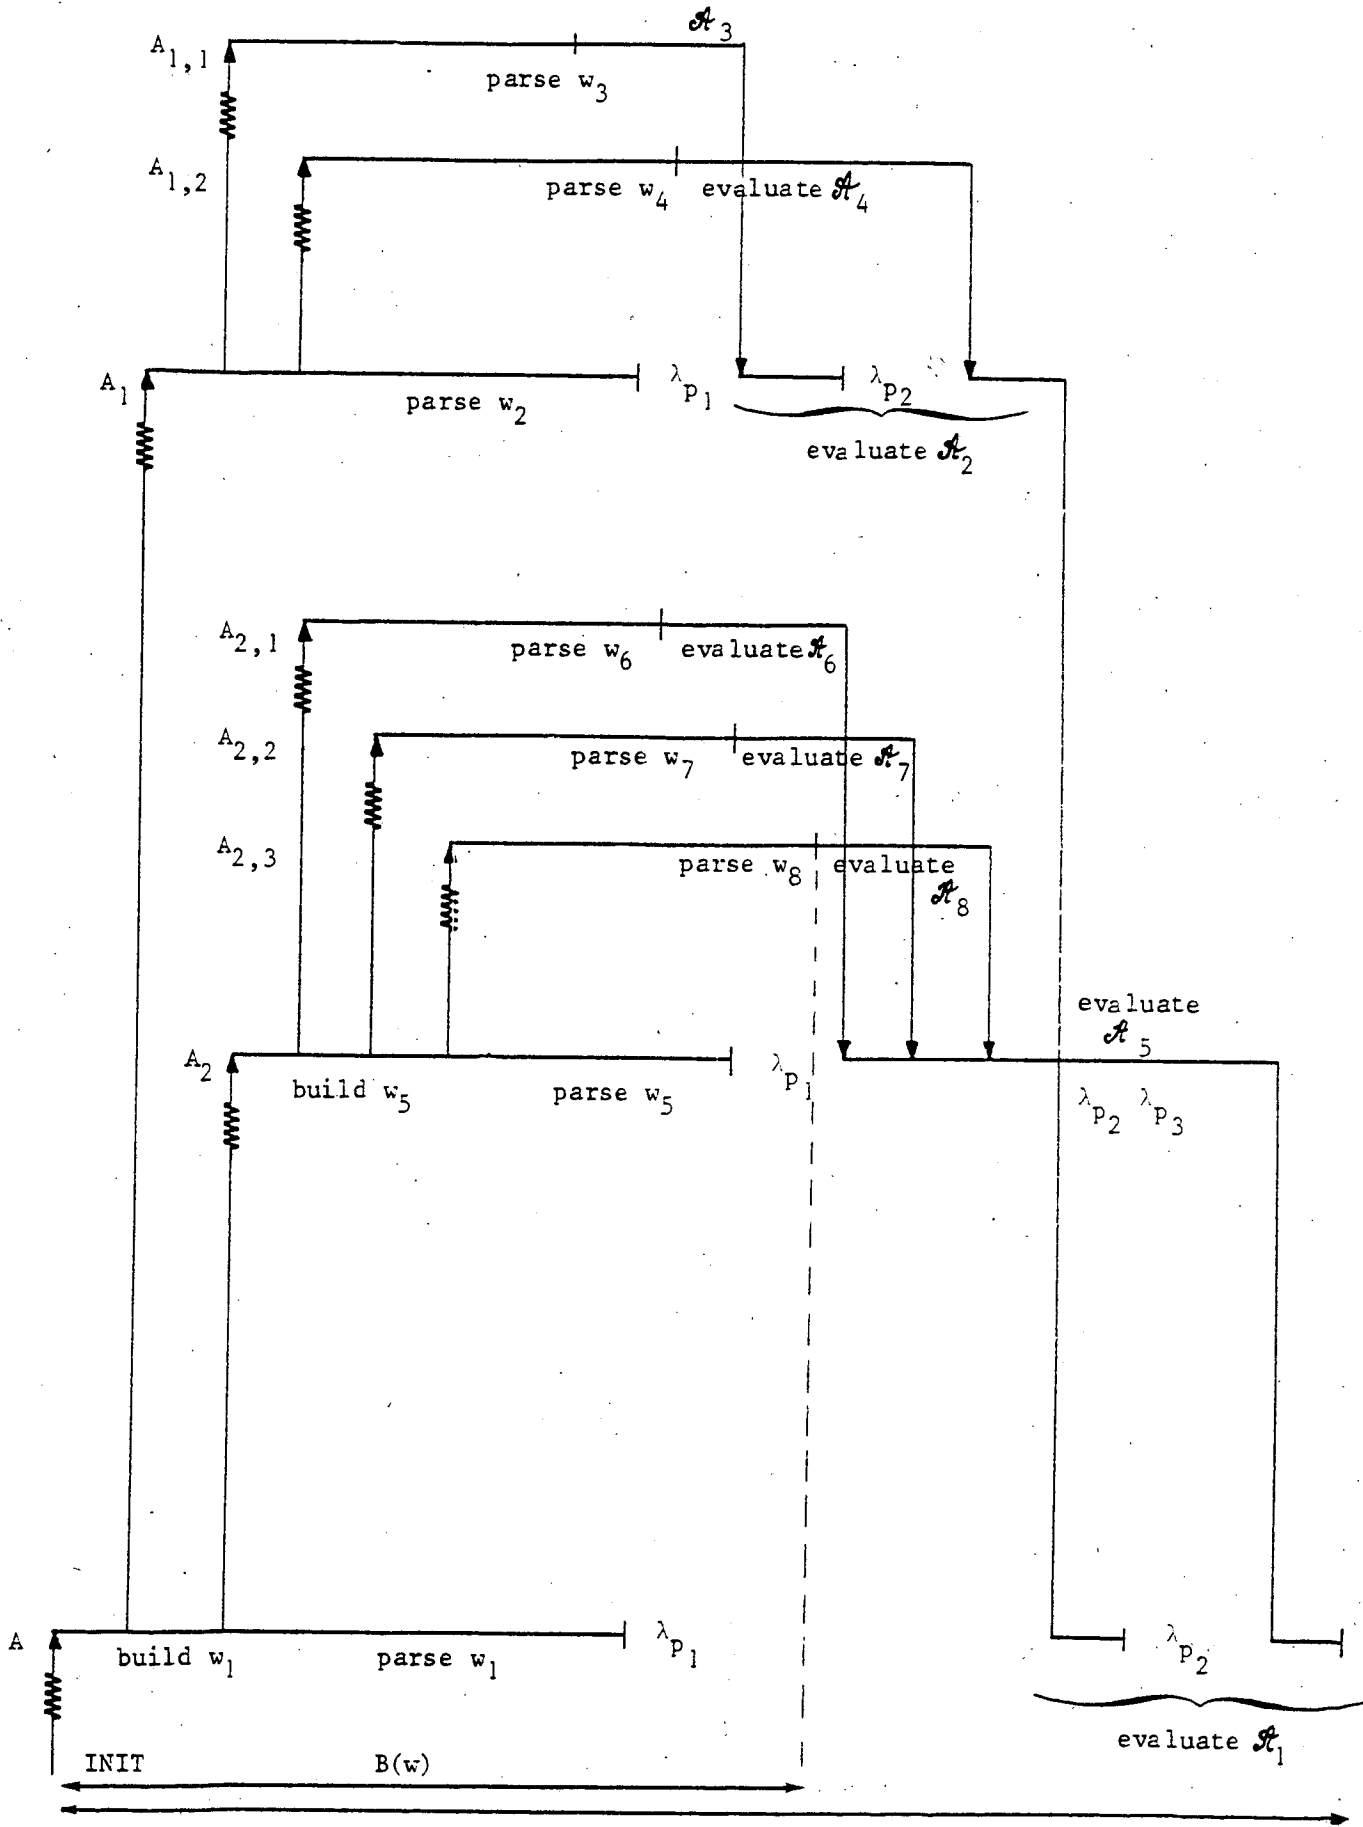 𝒜₃
A₁,₁
parse w₃
A₁,₂
parse w₄ evaluate 𝒜₄
A₁
parse w₂
λp₁
λp₂
evaluate 𝒜₂
A₂,₁
parse w₆ evaluate 𝒜₆
A₂,₂
parse w₇ evaluate 𝒜₇
A₂,₃
parse w₈ evaluate
𝒜₈
evaluate
𝒜₅
A₂
build w₅
parse w₅
λp₁
λp₂ λp₃
A
build w₁
parse w₁
λp₁
λp₂
evaluate 𝒜₁
INIT
B(w)